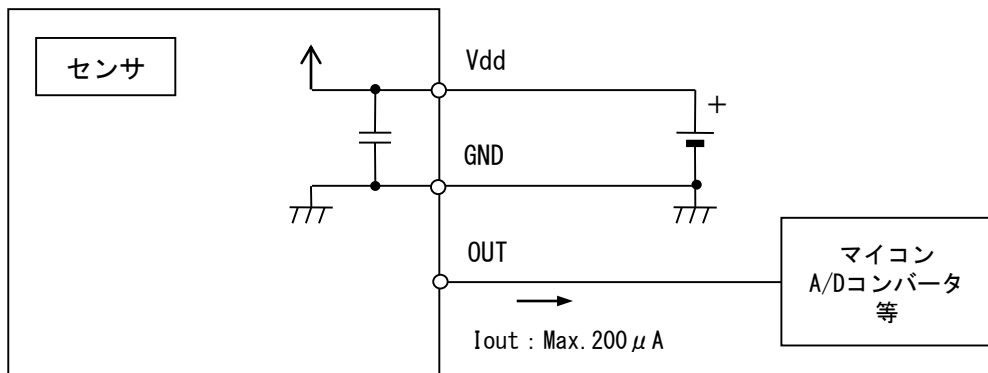 センサ
Vdd
+
GND
OUT
マイコン
A/Dコンバータ
等
Iout：Max.200μA